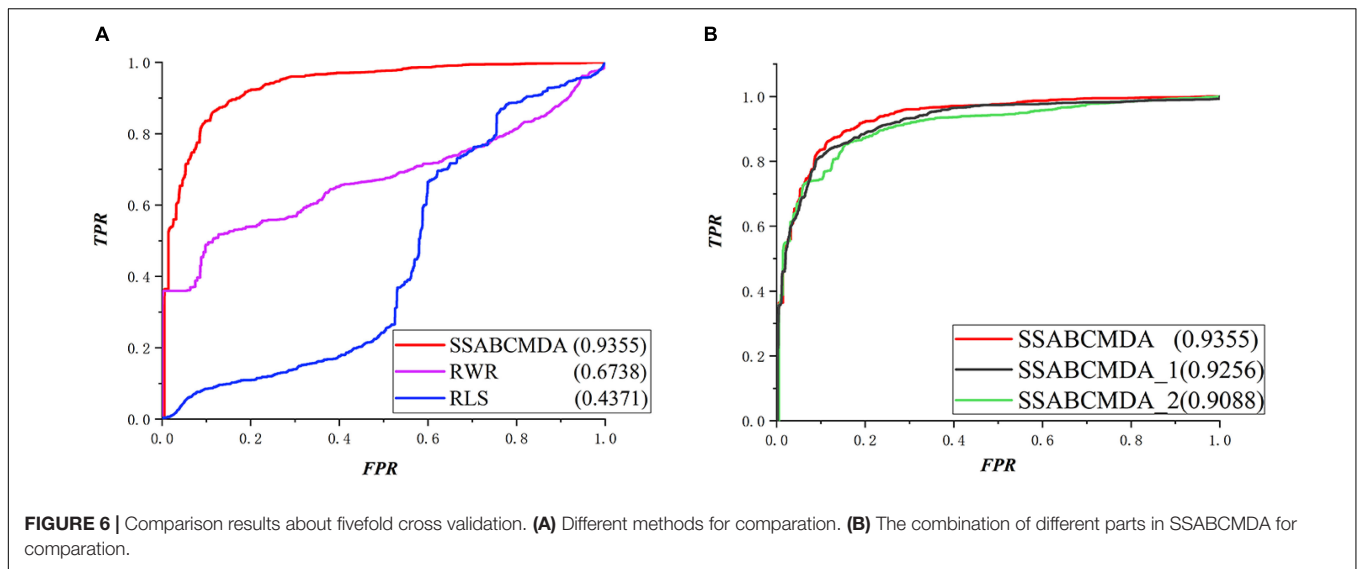 A
TPR
1.0
0.8
0.6
0.4
0.2
0.0
SSABCMDA (0.9355)
RWR (0.6738)
RLS (0.4371)
0.0 0.2 0.4 0.6 0.8 1.0
FPR
B
TPR
1.0
0.8
0.6
0.4
0.2
0.0
SSABCMDA (0.9355)
SSABCMDA_1(0.9256)
SSABCMDA_2(0.9088)
0.0 0.2 0.4 0.6 0.8 1.0
FPR
FIGURE 6 | Comparison results about fivefold cross validation. (A) Different methods for comparation. (B) The combination of different parts in SSABCMDA for
comparation.